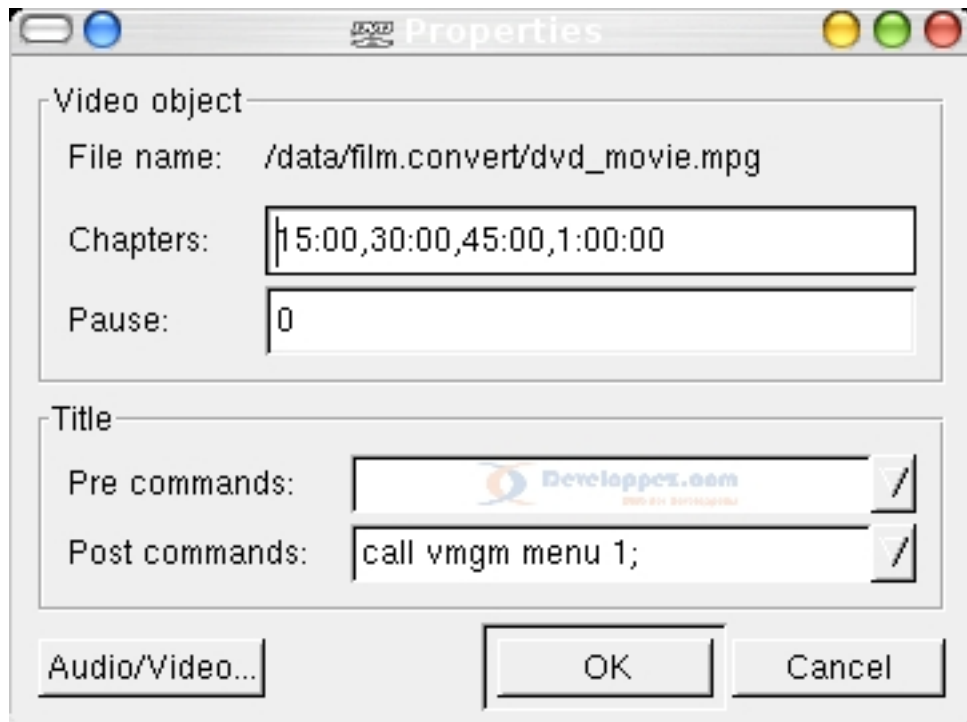 Properties
Video object
File name: /data/film.convert/dvd_movie.mpg
Chapters: 15:00,30:00,45:00,1:00:00
Pause: 0
Title
Pre commands: Developpez.com
Post commands: call vmgm menu 1;
Audio/Video... OK Cancel